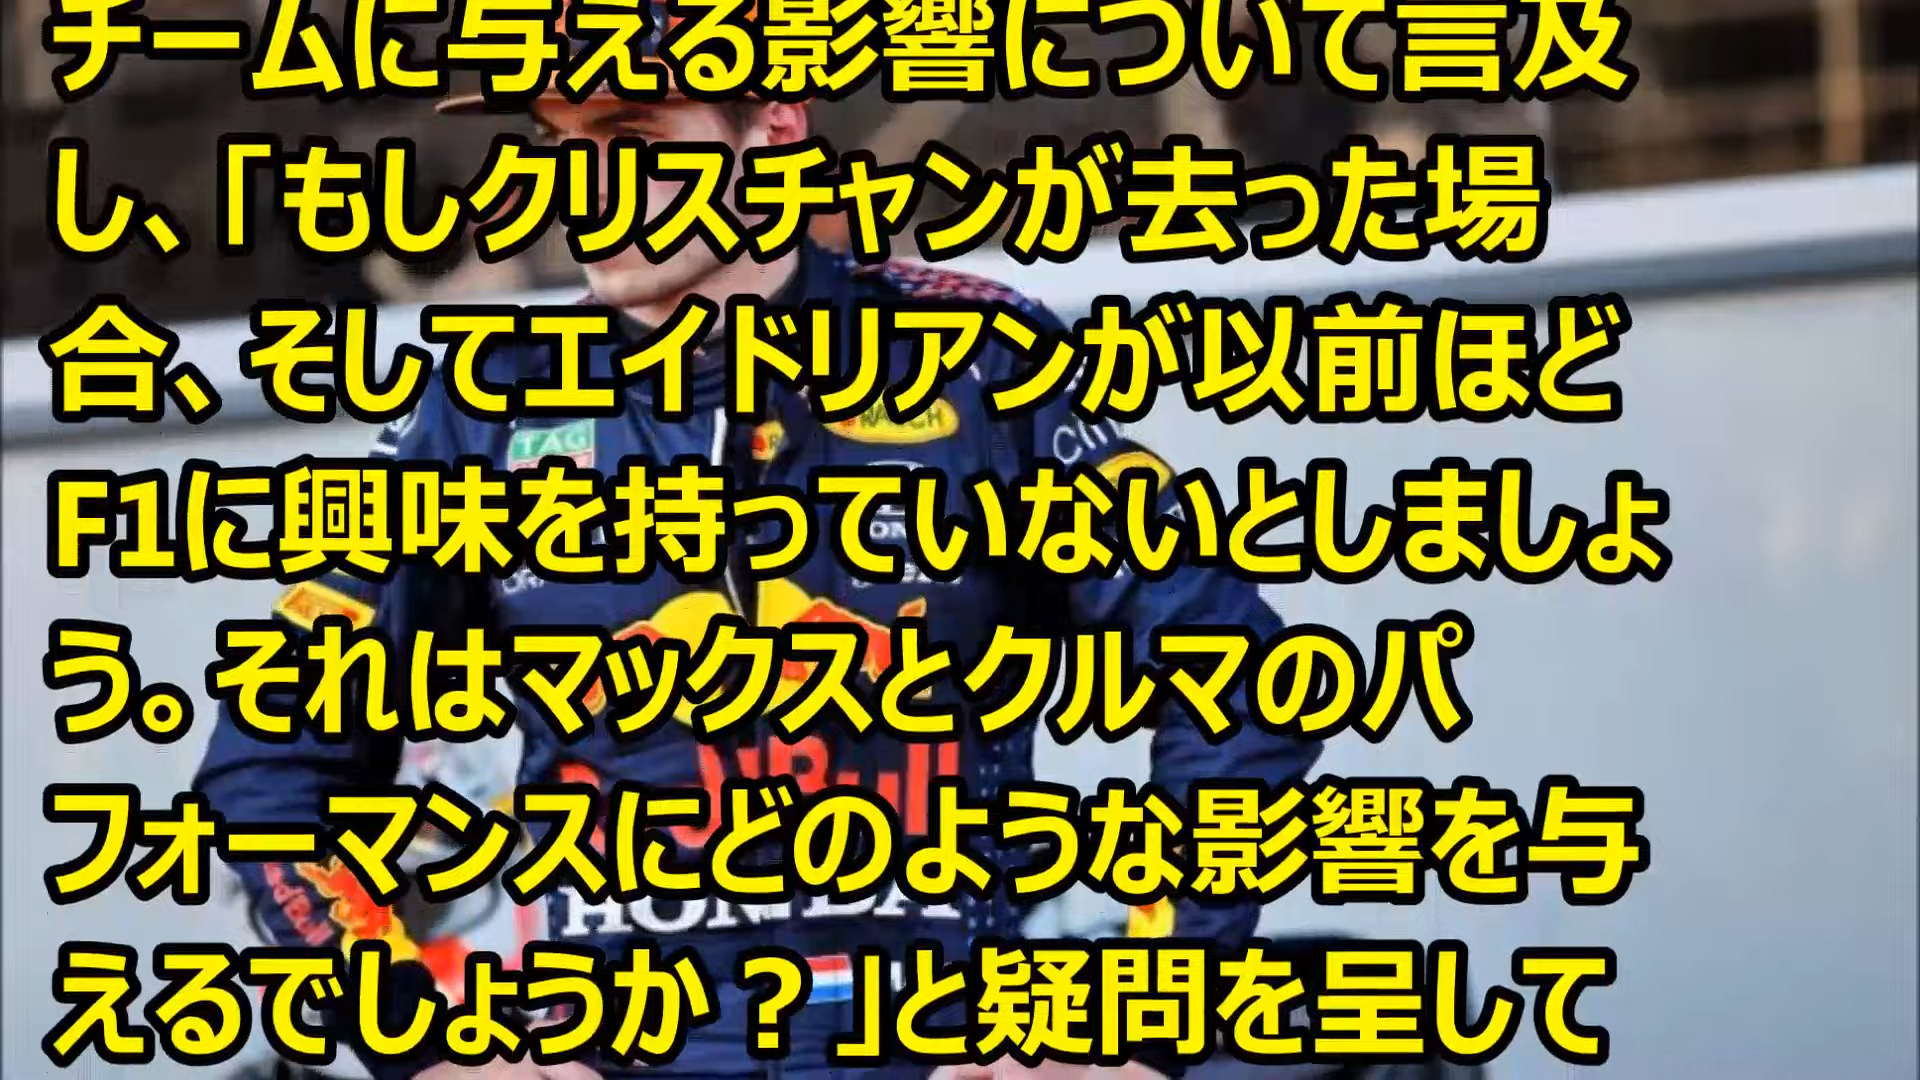 チームに与える影響について言及
し、「もしクリスチャンが去った場
合、そしてエイドリアンが以前ほど
F1に興味を持っていないとしましょ
う。それはマックスとクルマのパ
フォーマンスにどのような影響を与
えるでしょうか？」と疑問を呈して
TAG
Red Bull
HONDA